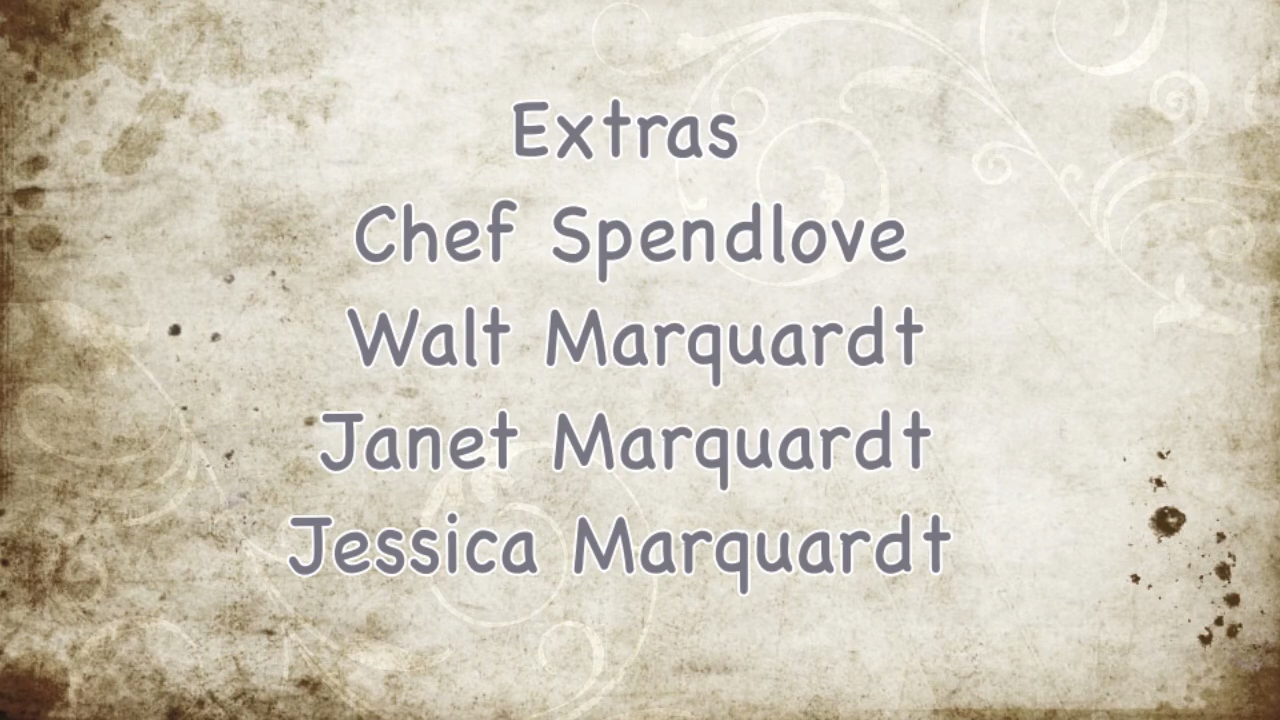 Extras
Chef Spendlove
Walt Marquardt
Janet Marquardt
Jessica Marquardt